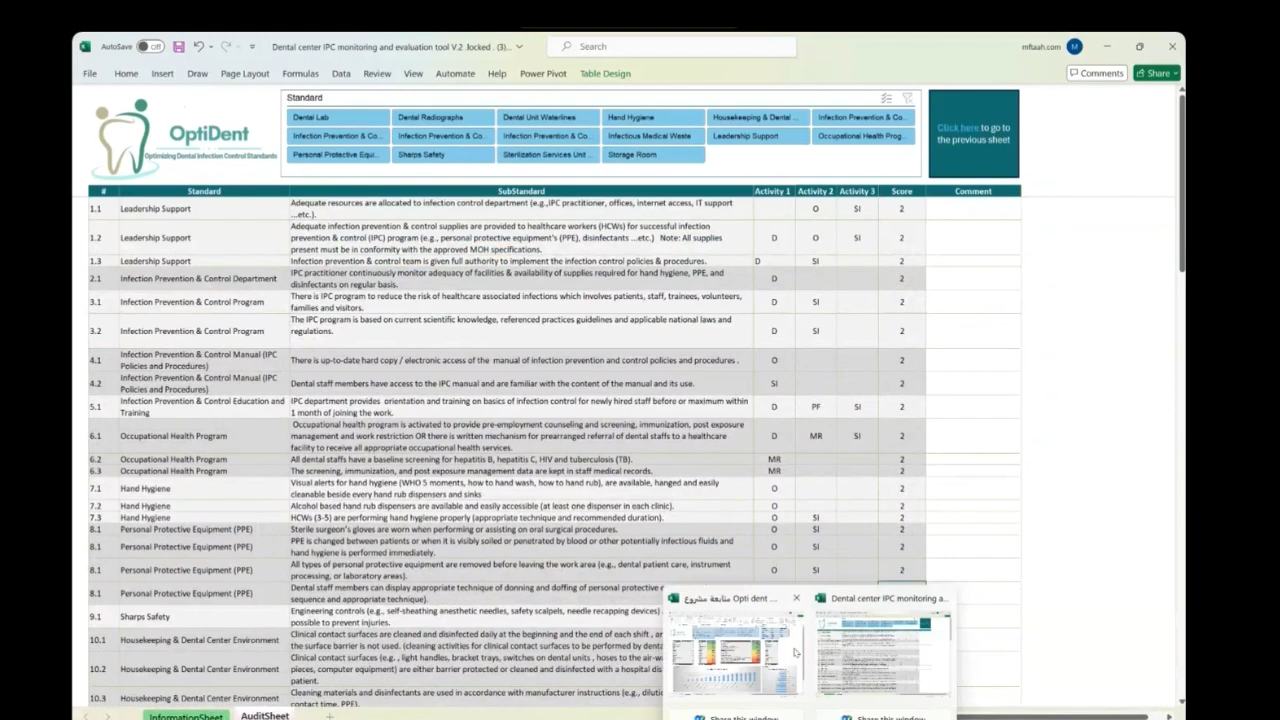 AutoSave Off Dental center IPC monitoring and evaluation tool V.2 .locked . (3)... Search mftaah.com M
File Home Insert Draw Page Layout Formulas Data Review View Automate Help Power Pivot Table Design Comments Share
OptiDent
Optimizing Dental Infection Control Standards
Standard
Dental Lab Dental Radiographs Dental Unit Waterlines Hand Hygiene Housekeeping & Dental ... Infection Prevention & Co...
Infection Prevention & Co... Infection Prevention & Co... Infection Prevention & Co... Infectious Medical Waste Leadership Support Occupational Health Prog...
Personal Protective Equi... Sharps Safety Sterilization Services Unit ... Storage Room
Click here to go to
the previous sheet
# Standard SubStandard Activity 1 Activity 2 Activity 3 Score Comment
1.1 Leadership Support Adequate resources are allocated to infection control department (e.g.,IPC practitioner, offices, internet access, IT support
...etc.). O SI 2
1.2 Leadership Support Adequate infection prevention & control supplies are provided to healthcare workers (HCWs) for successful infection
prevention & control (IPC) program (e.g., personal protective equipment's (PPE), disinfectants ...etc.) Note: All supplies
present must be in conformity with the approved MOH specifications. D O SI 2
1.3 Leadership Support Infection prevention & control team is given full authority to implement the infection control policies & procedures. D SI 2
2.1 Infection Prevention & Control Department IPC practitioner continuously monitor adequacy of facilities & availability of supplies required for hand hygiene, PPE, and
disinfectants on regular basis. D 2
3.1 Infection Prevention & Control Program There is IPC program to reduce the risk of healthcare associated infections which involves patients, staff, trainees, volunteers,
families and visitors. D SI 2
3.2 Infection Prevention & Control Program The IPC program is based on current scientific knowledge, referenced practices guidelines and applicable national laws and
regulations. D SI 2
4.1 Infection Prevention & Control Manual (IPC
Policies and Procedures) There is up-to-date hard copy / electronic access of the manual of infection prevention and control policies and procedures . O 2
4.2 Infection Prevention & Control Manual (IPC
Policies and Procedures) Dental staff members have access to the IPC manual and are familiar with the content of the manual and its use. SI 2
5.1 Infection Prevention & Control Education and
Training IPC department provides orientation and training on basics of infection control for newly hired staff before or maximum within
1 month of joining the work. D PF SI 2
6.1 Occupational Health Program Occupational health program is activated to provide pre-employment counseling and screening, immunization, post exposure
management and work restriction OR there is written mechanism for prearranged referral of dental staffs to a healthcare
facility to receive all appropriate occupational health services. D MR SI 2
6.2 Occupational Health Program All dental staffs have a baseline screening for hepatitis B, hepatitis C, HIV and tuberculosis (TB). MR 2
6.3 Occupational Health Program The screening, immunization, and post exposure management data are kept in staff medical records. MR 2
7.1 Hand Hygiene Visual alerts for hand hygiene (WHO 5 moments, how to hand wash, how to hand rub), are available, hanged and easily
cleanable beside every hand rub dispensers and sinks O 2
7.2 Hand Hygiene Alcohol based hand rub dispensers are available and easily accessible (at least one dispenser in each clinic). O 2
7.3 Hand Hygiene HCWs (3-5) are performing hand hygiene properly (appropriate technique and recommended duration). O SI 2
8.1 Personal Protective Equipment (PPE) Sterile surgeon's gloves are worn when performing or assisting on oral surgical procedures. O SI 2
8.1 Personal Protective Equipment (PPE) PPE is changed between patients or when it is visibly soiled or penetrated by blood or other potentially infectious fluids and
hand hygiene is performed immediately. O SI 2
8.1 Personal Protective Equipment (PPE) All types of personal protective equipment are removed before leaving the work area (e.g., dental patient care, instrument
processing, or laboratory areas). O SI 2
8.1 Personal Protective Equipment (PPE) Dental staff members can display appropriate technique of donning and doffing of personal protective
sequence and appropriate technique).
9.1 Sharps Safety Engineering controls (e.g., self-sheathing anesthetic needles, safety scalpels, needle recapping devices)
possible to prevent injuries.
10.1 Housekeeping & Dental Center Environment Clinical contact surfaces are cleaned and disinfected daily at the beginning and the end of each shift , ar
the surface barrier is not used. (cleaning activities for clinical contact surfaces to be performed by denta
10.2 Housekeeping & Dental Center Environment Clinical contact surfaces (e.g., light handles, bracket trays, switches on dental units , hoses to the air-wa
pieces, computer equipment) are either barrier protected or cleaned and disinfected with a hospital di
patient.
10.3 Housekeeping & Dental Center Environment Cleaning materials and disinfectants are used in accordance with manufacturer instructions (e.g., dilutio
contact time, PPE).
متابعة مشروع Opti dent ...
Dental center IPC monitoring a...
Share this window Share this window
InformationSheet AuditSheet